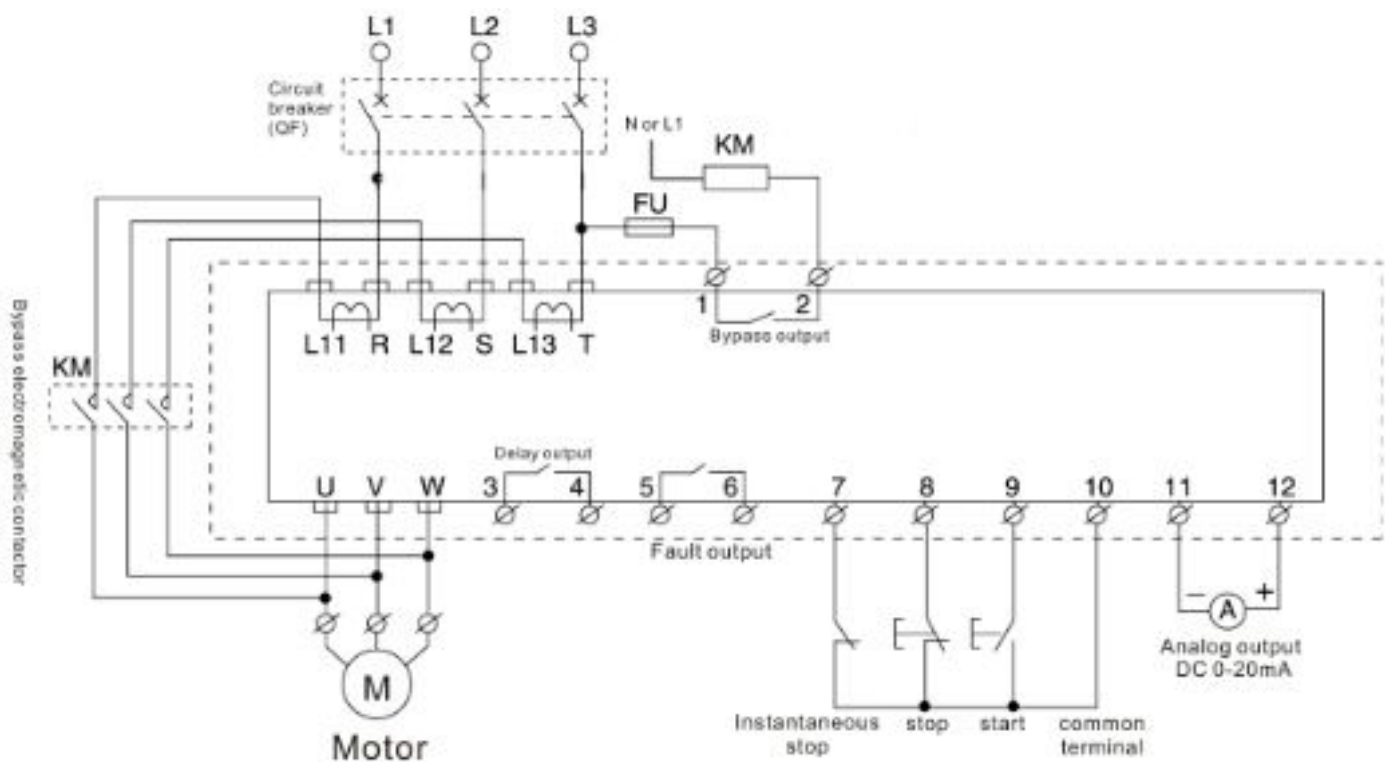 L1 L2 L3
Circuit
breaker
(QF)
N or L1
KM
FU
1 2
Bypass output
L11 R L12 S L13 T
KM
Bypass electromagnetic contactor
Delay output
U V W 3 4 5 6 7 8 9 10 11 12
Fault output
− A +
Analog output
DC 0-20mA
M
Motor
Instantaneous
stop
stop
start
common
terminal